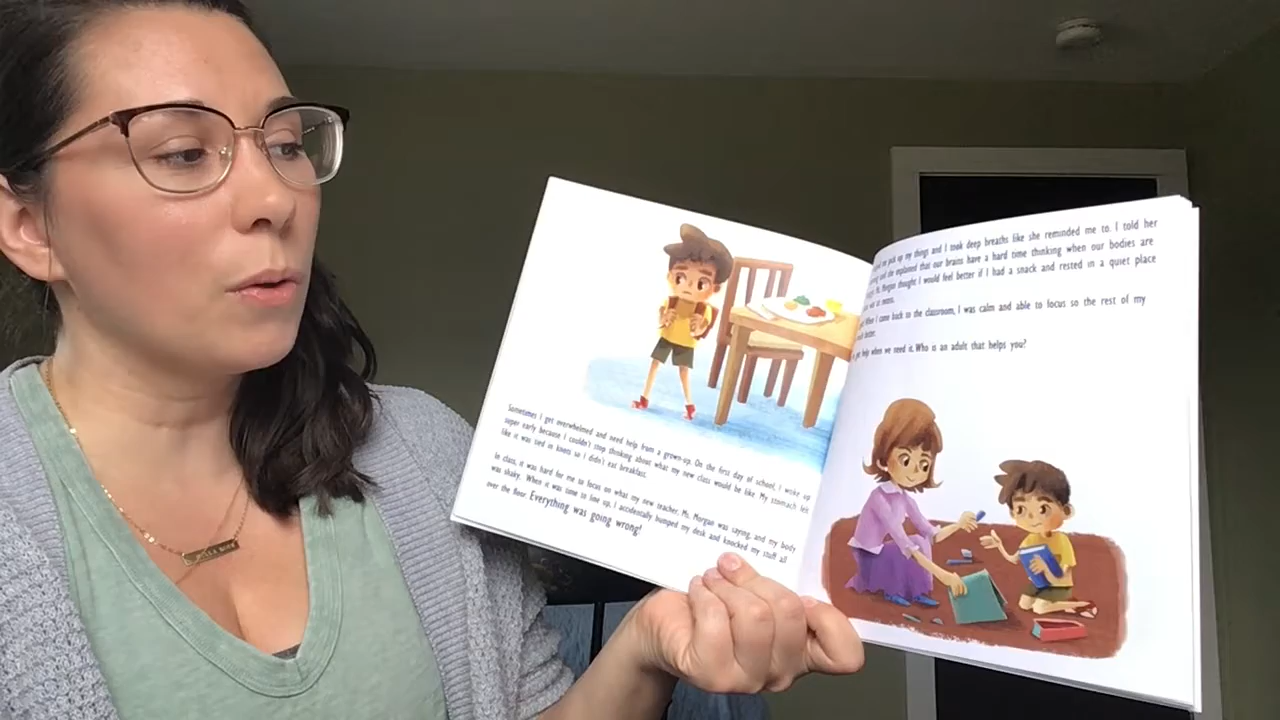 Sometimes I get overwhelmed and need help from a grown-up. On the first day of school, I woke up
super early because I couldn't stop thinking about what my new class would be like. My stomach felt
like it was tied in knots so I didn't eat breakfast.
In class, it was hard for me to focus on what my new teacher, Ms. Morgan was saying, and my body
was shaky. When it was time to line up, I accidentally bumped my desk and knocked my stuff all
over the floor. Everything was going wrong!
me pick up my things and I took deep breaths like she reminded me to. I told her
and she explained that our brains have a hard time thinking when our bodies are
Ms. Morgan thought I would feel better if I had a snack and rested in a quiet place
When I came back to the classroom, I was calm and able to focus so the rest of my
get help when we need it. Who is an adult that helps you?